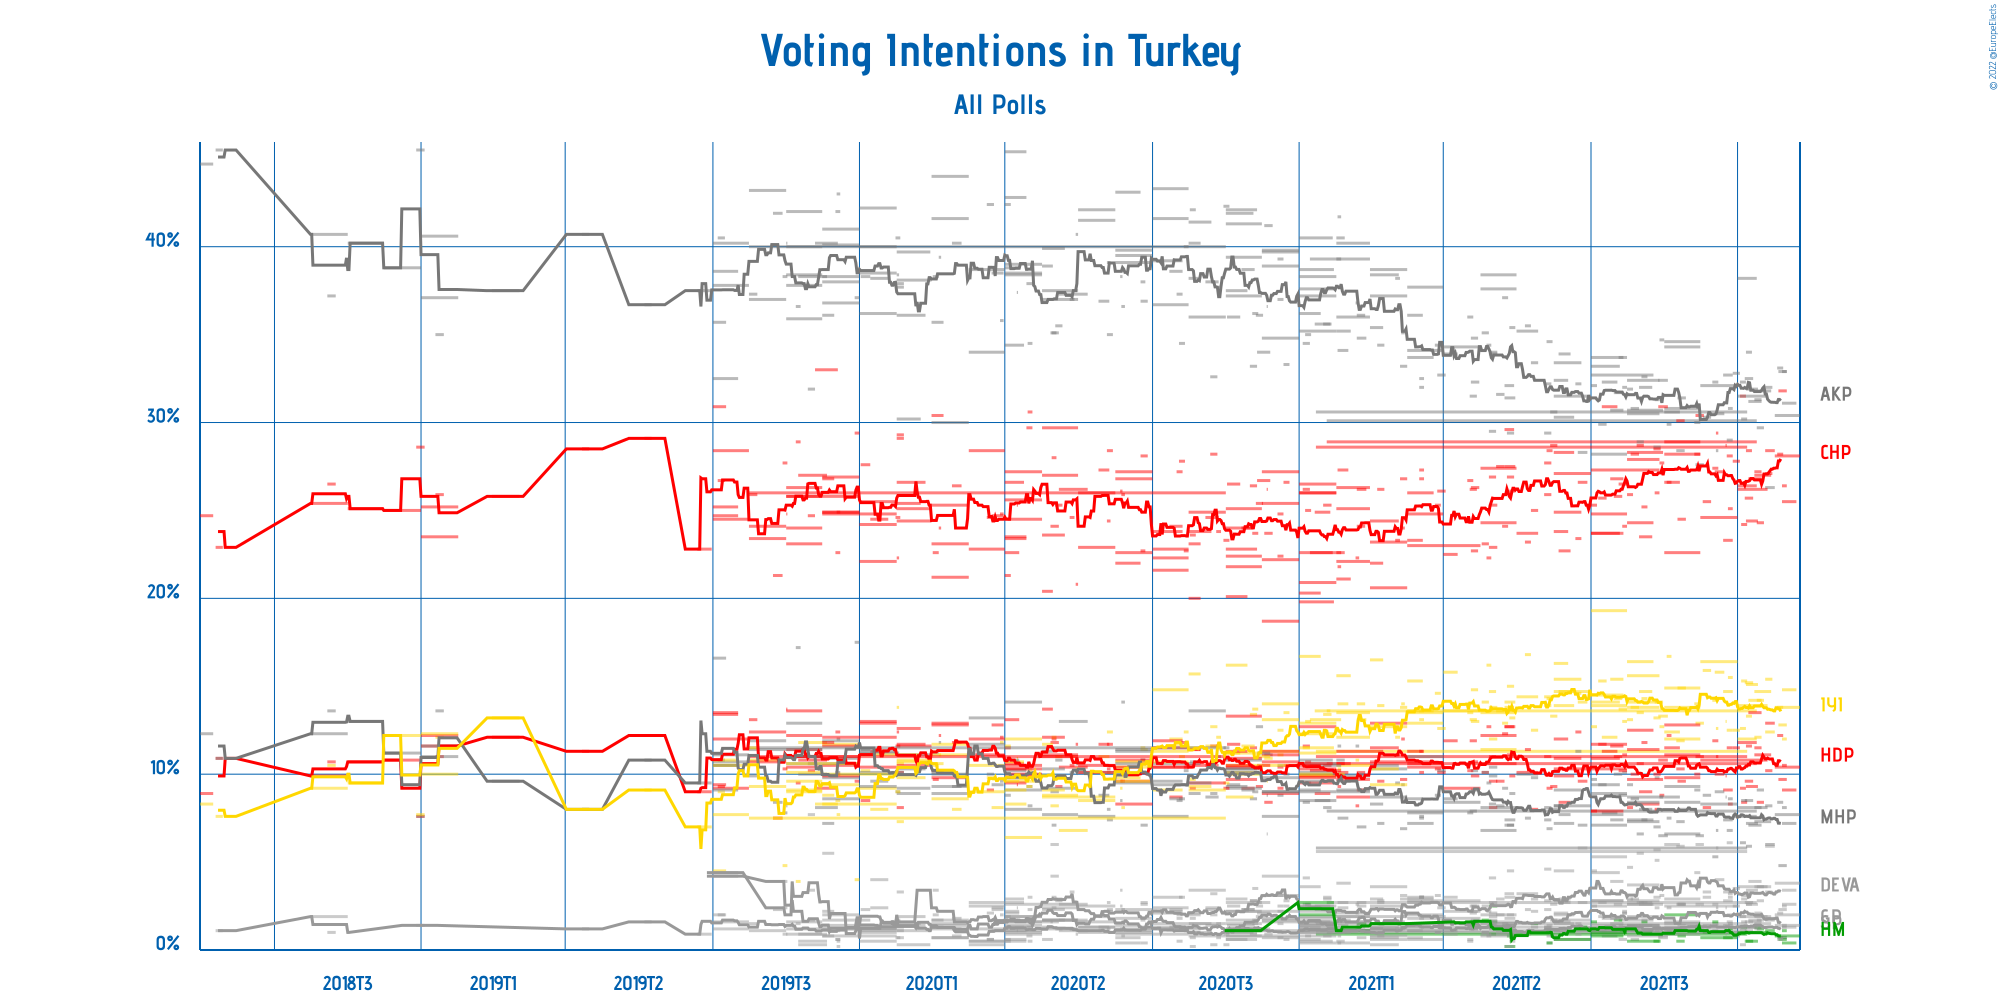 © 2022 @EuropeElects
Voting Intentions in Turkey
All Polls
40%
30%
20%
10%
0%
AKP
CHP
IYI
HDP
MHP
DEVA
HM
2018T3
2019T1
2019T2
2019T3
2020T1
2020T2
2020T3
2021T1
2021T2
2021T3